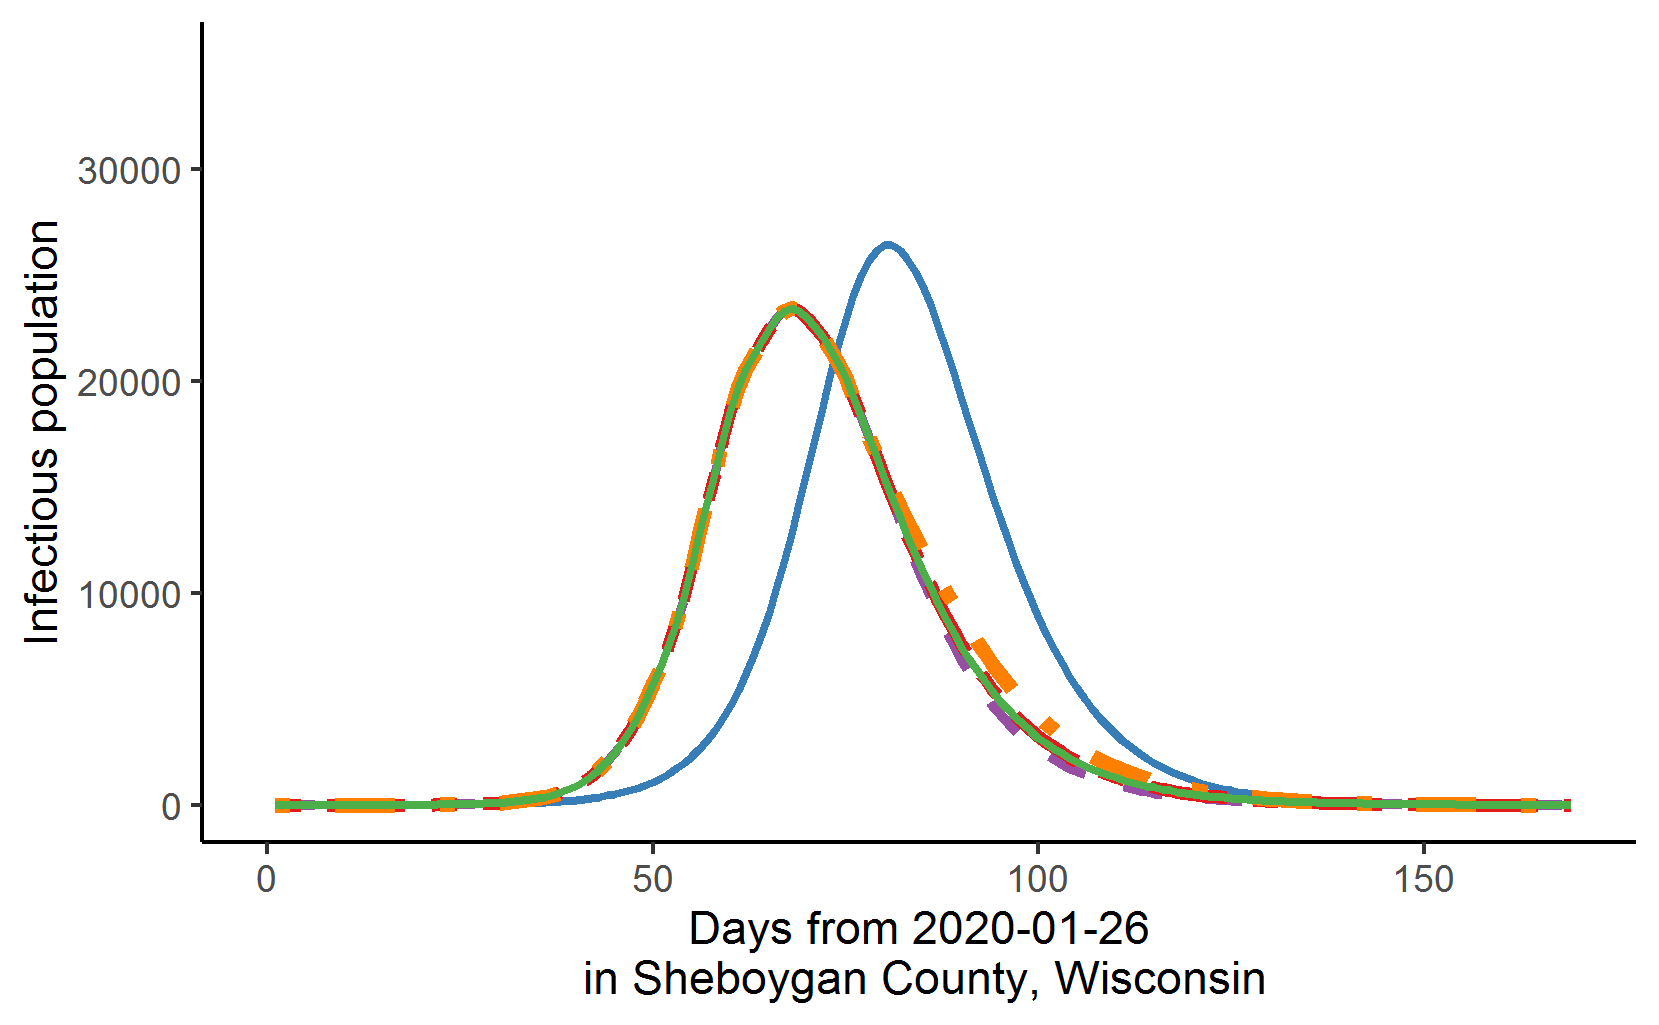 Infectious population
30000
20000
10000
0
0 50 100 150
Days from 2020-01-26
in Sheboygan County, Wisconsin